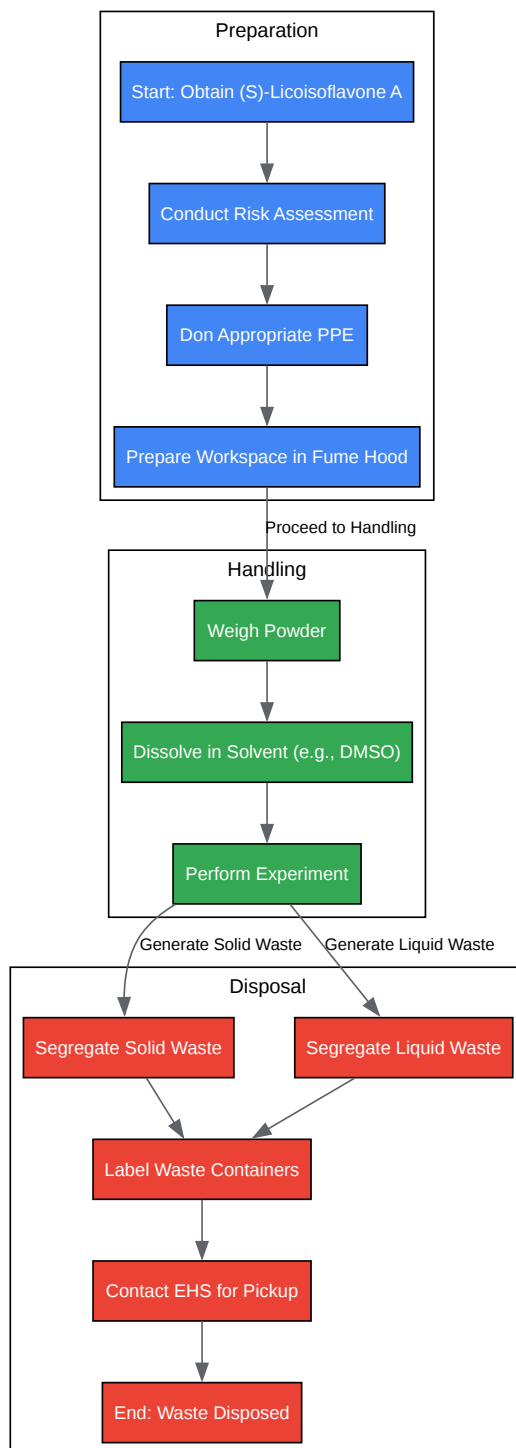 Preparation
Start: Obtain (S)-Licoisoflavone A
Conduct Risk Assessment
Don Appropriate PPE
Prepare Workspace in Fume Hood
Proceed to Handling
Handling
Weigh Powder
Dissolve in Solvent (e.g., DMSO)
Perform Experiment
Generate Solid Waste
Generate Liquid Waste
Disposal
Segregate Solid Waste
Segregate Liquid Waste
Label Waste Containers
Contact EHS for Pickup
End: Waste Disposed